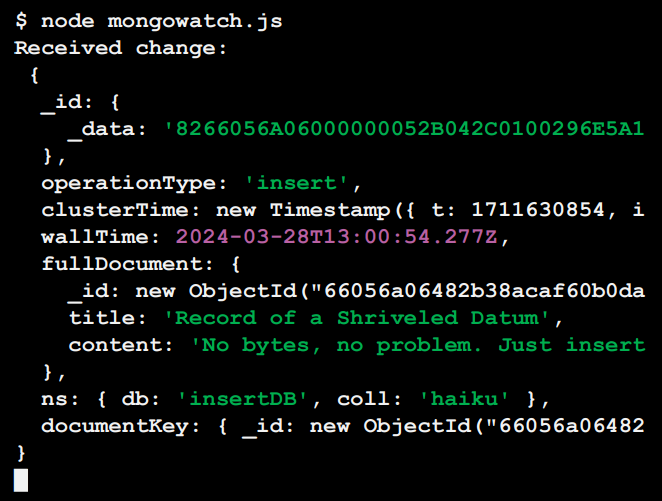 $ node mongowatch.js
Received change:
{
_id: {
_data: '8266056A06000000052B042C0100296E5A1
},
operationType: 'insert',
clusterTime: new Timestamp({ t: 1711630854, i
wallTime: 2024-03-28T13:00:54.277Z,
fullDocument: {
_id: new ObjectId("66056a06482b38acaf60b0da
title: 'Record of a Shriveled Datum',
content: 'No bytes, no problem. Just insert
},
ns: { db: 'insertDB', coll: 'haiku' },
documentKey: { _id: new ObjectId("66056a06482
}